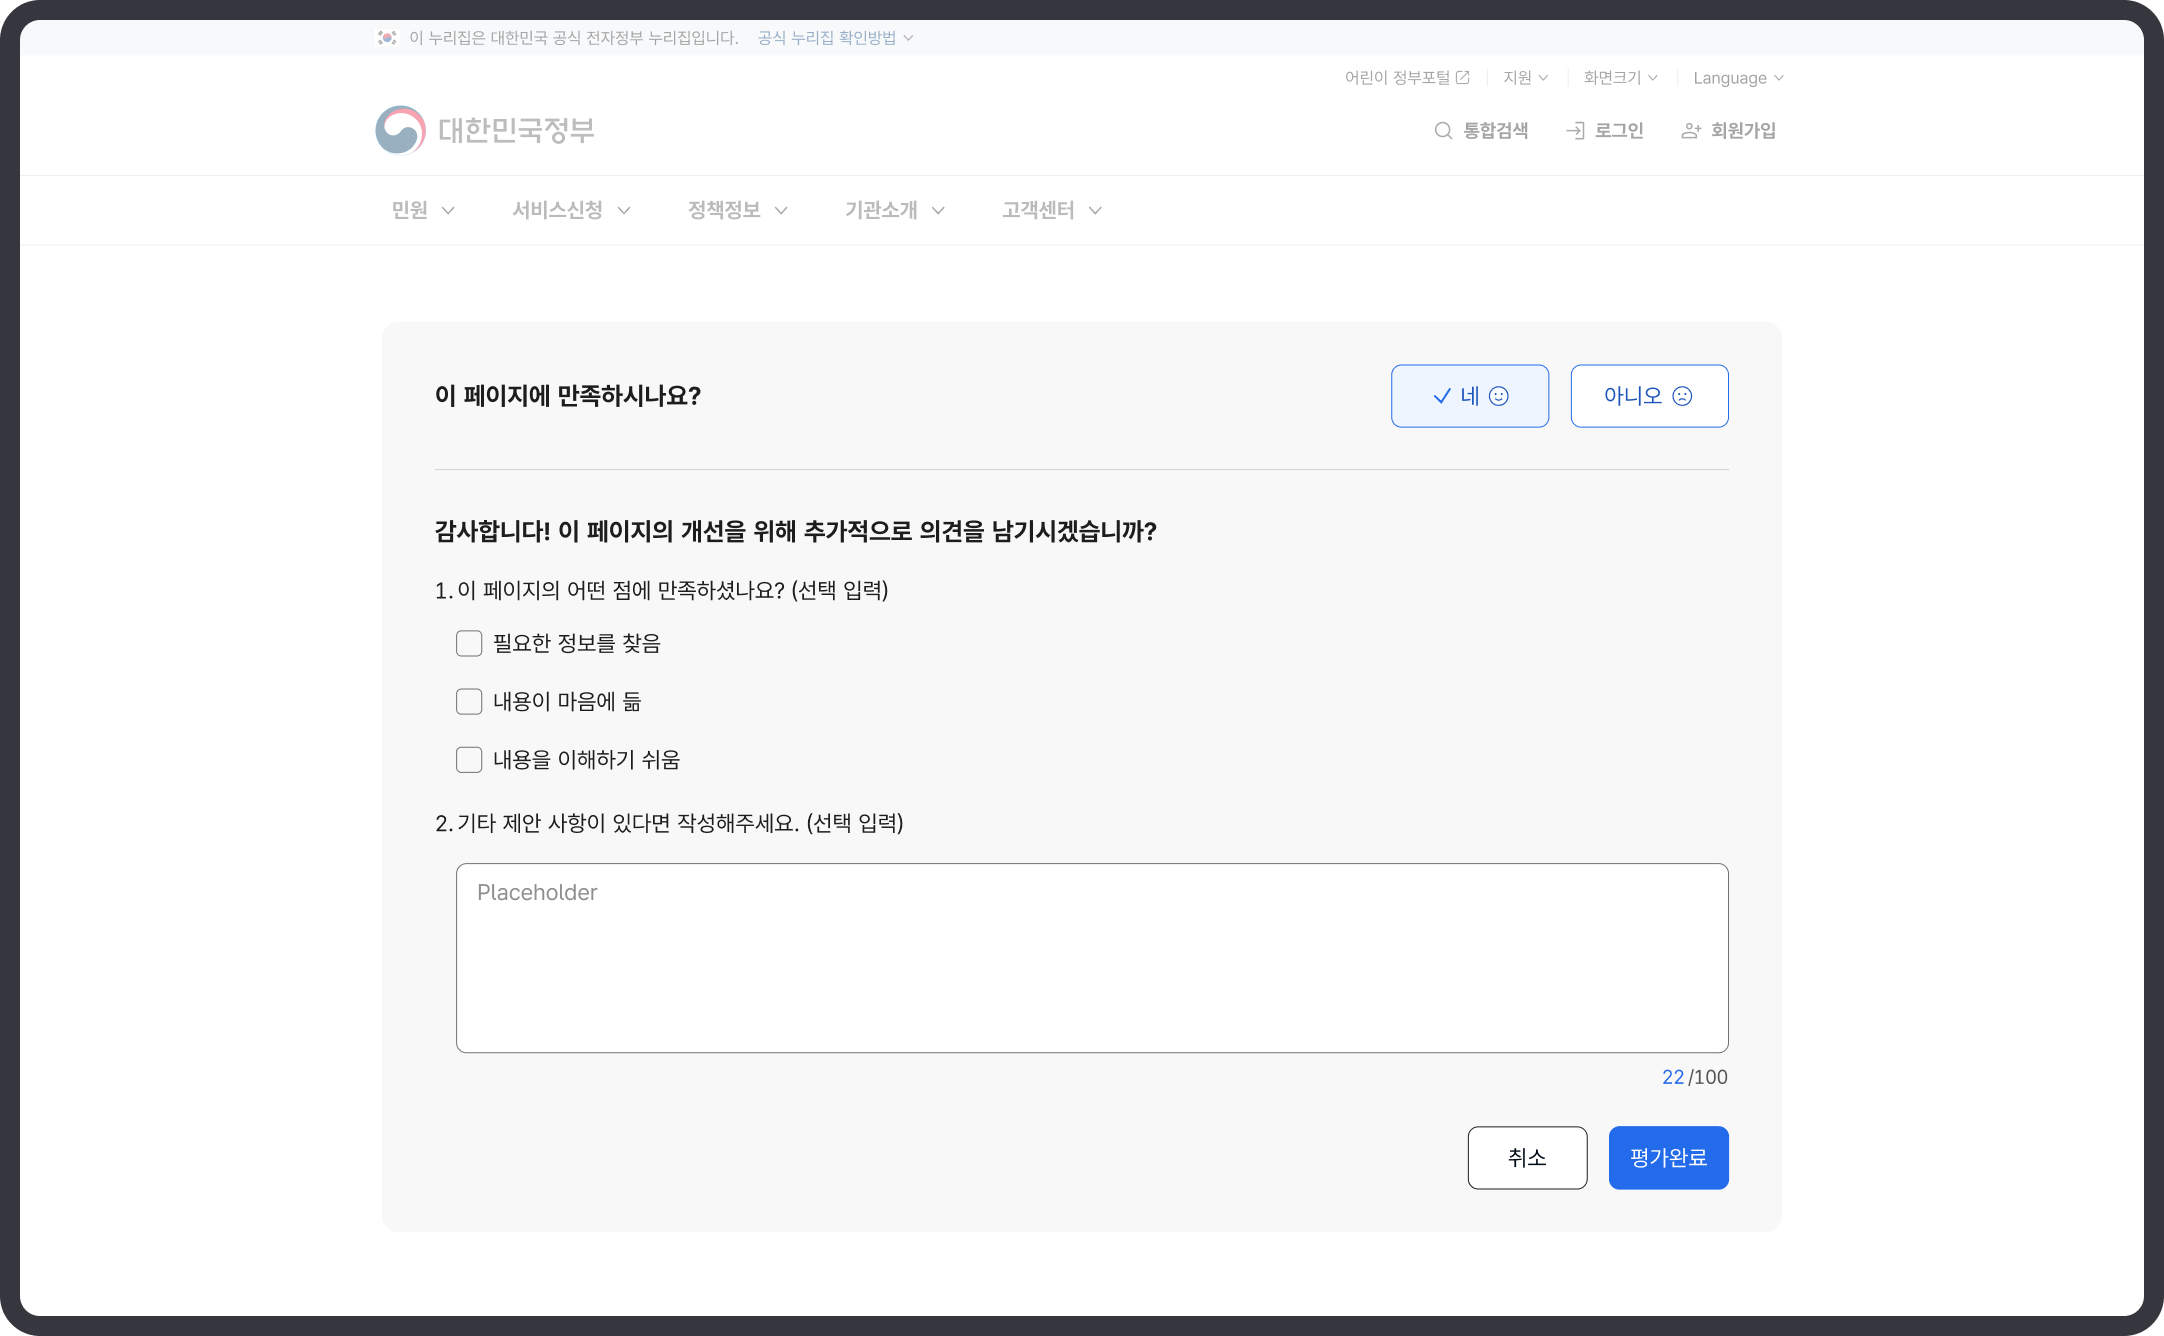 이 누리집은 대한민국 공식 전자정부 누리집입니다. 공식 누리집 확인방법
어린이 정부포털 지원 화면크기 Language
대한민국정부 통합검색 로그인 회원가입
민원 서비스신청 정책정보 기관소개 고객센터
이 페이지에 만족하시나요? 네 아니오
감사합니다! 이 페이지의 개선을 위해 추가적으로 의견을 남기시겠습니까?
1. 이 페이지의 어떤 점에 만족하셨나요? (선택 입력)
필요한 정보를 찾음
내용이 마음에 듦
내용을 이해하기 쉬움
2. 기타 제안 사항이 있다면 작성해주세요. (선택 입력)
Placeholder
22/100
취소 평가완료